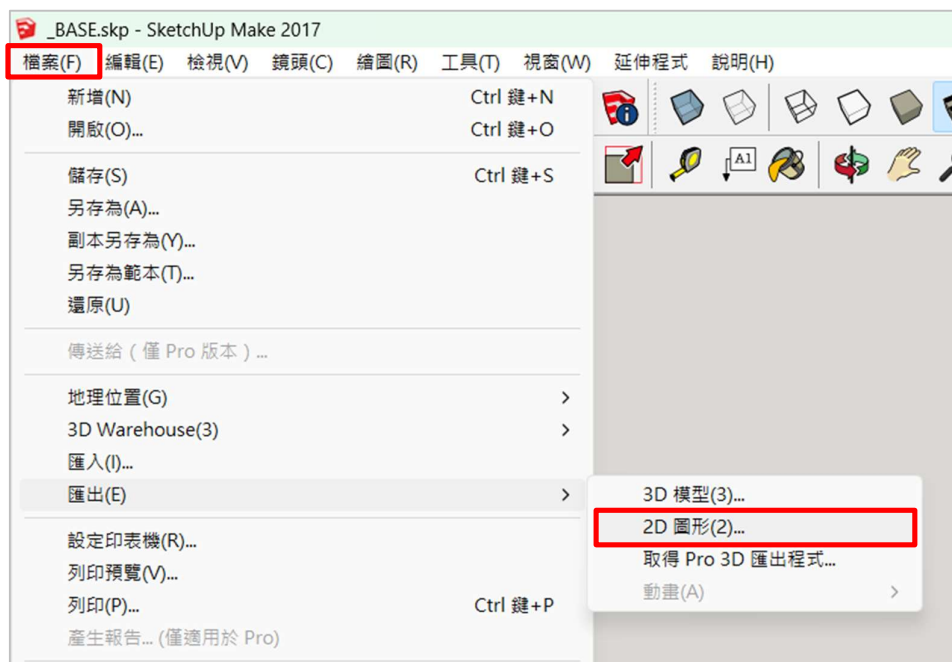 _BASE.skp - SketchUp Make 2017
檔案(F) 編輯(E) 檢視(V) 鏡頭(C) 繪圖(R) 工具(T) 視窗(W) 延伸程式 說明(H)
新增(N) Ctrl 鍵+N
開啟(O)... Ctrl 鍵+O
儲存(S) Ctrl 鍵+S
A1
另存為(A)...
副本另存為(Y)...
另存為範本(T)...
還原(U)
傳送給 ( 僅 Pro 版本 ) ...
地理位置(G)
3D Warehouse(3)
匯入(I)...
匯出(E)
3D 模型(3)...
2D 圖形(2)...
取得 Pro 3D 匯出程式...
動畫(A)
設定印表機(R)...
列印預覽(V)...
列印(P)... Ctrl 鍵+P
產生報告... (僅適用於 Pro)